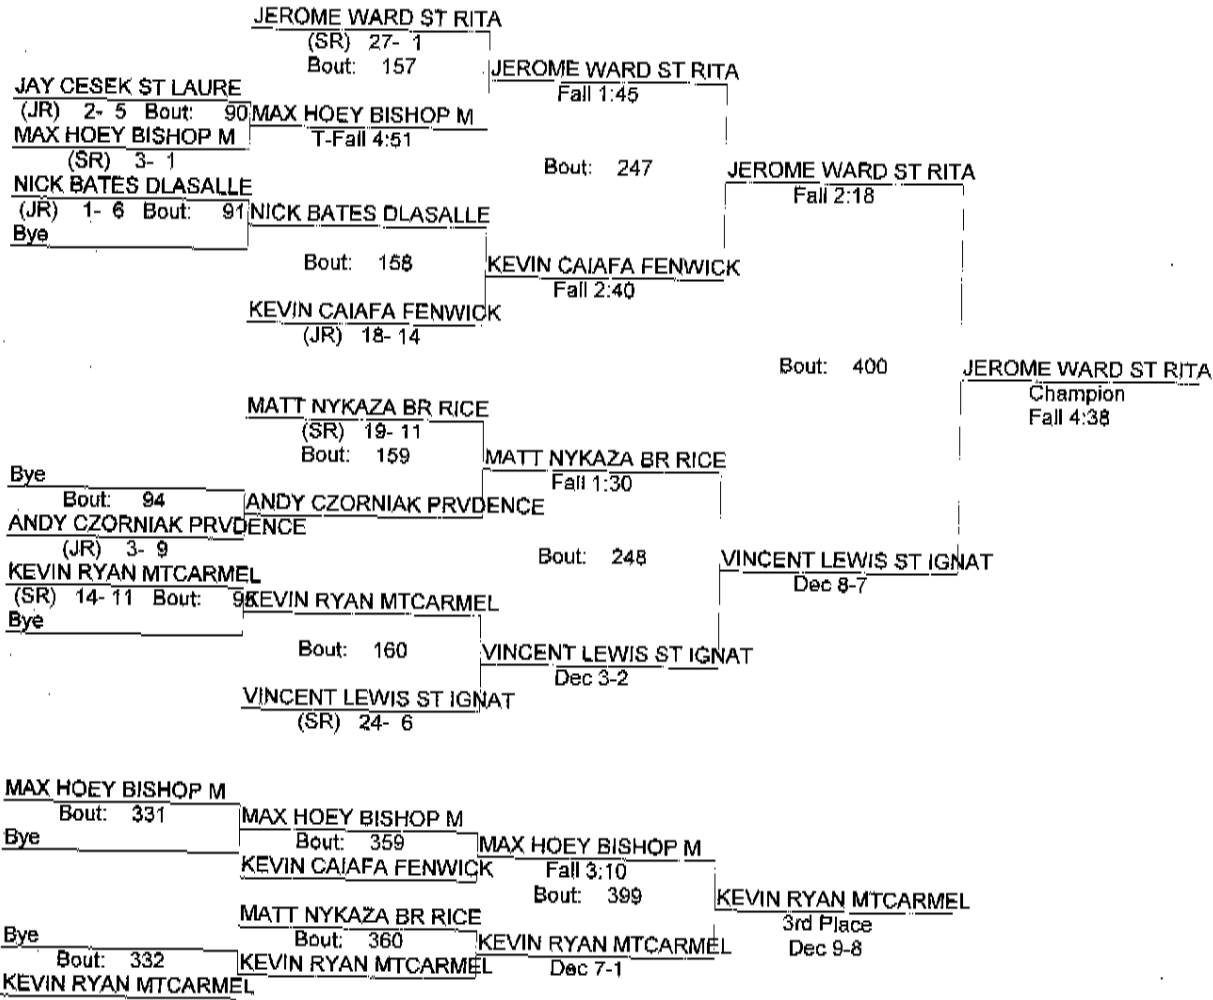 JEROME WARD ST RITA
(SR) 27- 1
Bout: 157
JEROME WARD ST RITA
Fall 1:45
JAY CESEK ST LAURE
(JR) 2- 5 Bout: 90
MAX HOEY BISHOP M
T-Fall 4:51
MAX HOEY BISHOP M
(SR) 3- 1
Bout: 247
JEROME WARD ST RITA
Fall 2:18
NICK BATES DLASALLE
(JR) 1- 6 Bout: 91
NICK BATES DLASALLE
Bye
Bout: 158
KEVIN CAIAFA FENWICK
Fall 2:40
KEVIN CAIAFA FENWICK
(JR) 18- 14
Bout: 400
JEROME WARD ST RITA
Champion
Fall 4:38
MATT NYKAZA BR RICE
(SR) 19- 11
Bout: 159
MATT NYKAZA BR RICE
Fall 1:30
Bye
Bout: 94
ANDY CZORNIAK PRVDENCE
ANDY CZORNIAK PRVDENCE
(JR) 3- 9
Bout: 248
VINCENT LEWIS ST IGNAT
Dec 8-7
KEVIN RYAN MTCARMEL
(SR) 14- 11 Bout: 95
KEVIN RYAN MTCARMEL
Bye
Bout: 160
VINCENT LEWIS ST IGNAT
Dec 3-2
VINCENT LEWIS ST IGNAT
(SR) 24- 6
MAX HOEY BISHOP M
Bout: 331
MAX HOEY BISHOP M
Bye
Bout: 359
MAX HOEY BISHOP M
KEVIN CAIAFA FENWICK
Fall 3:10
Bout: 399
KEVIN RYAN MTCARMEL
3rd Place
Dec 9-8
MATT NYKAZA BR RICE
Bye
Bout: 360
KEVIN RYAN MTCARMEL
Dec 7-1
Bout: 332
KEVIN RYAN MTCARMEL
KEVIN RYAN MTCARMEL